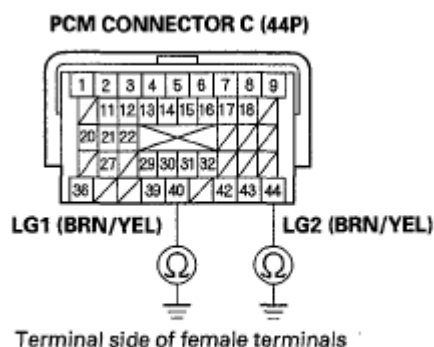 PCM CONNECTOR C (44P)
1 2 3 4 5 6 7 8 9
11 12 13 14 15 16 17 18
20 21 22
27 29 30 31 32
36 39 40 42 43 44
LG1 (BRN/YEL) LG2 (BRN/YEL)
Ω Ω
Terminal side of female terminals